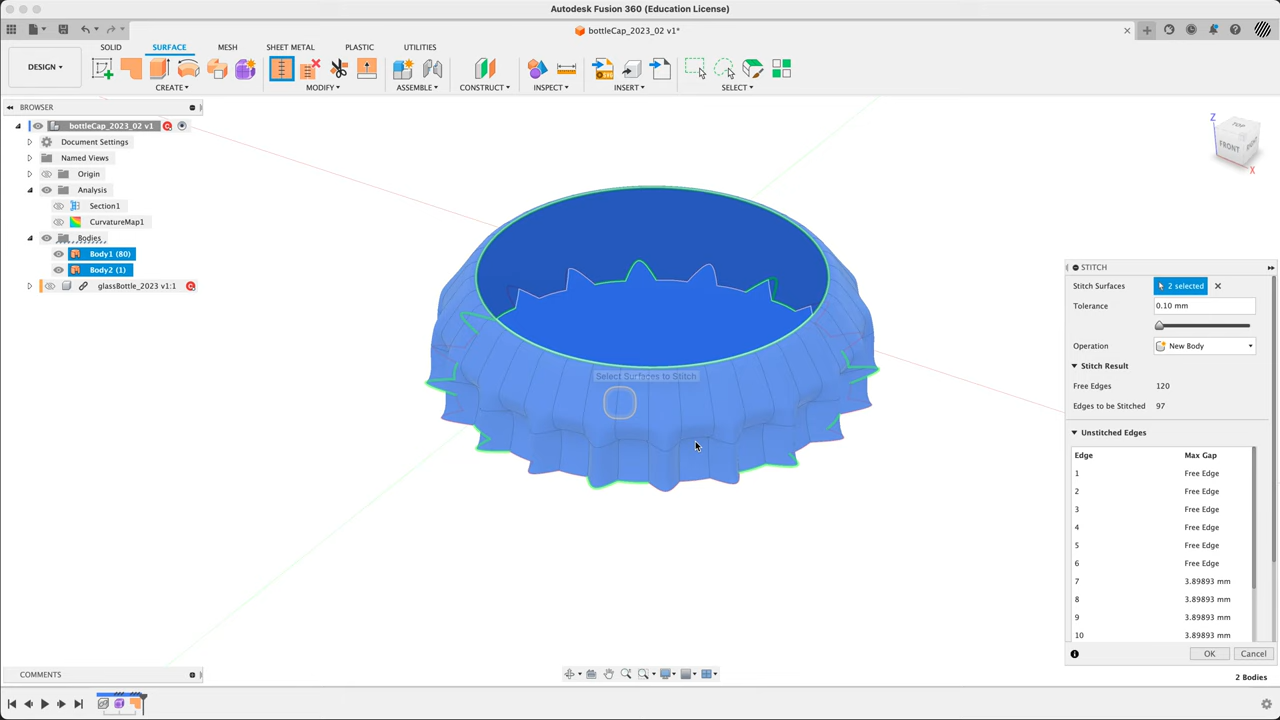 Autodesk Fusion 360 (Education License)
bottleCap_2023_02 v1*
DESIGN
SOLID SURFACE MESH SHEET METAL PLASTIC UTILITIES
CREATE MODIFY ASSEMBLE CONSTRUCT INSPECT INSERT SELECT
BROWSER
bottleCap_2023_02 v1
Document Settings
Named Views
Origin
Analysis
Section1
CurvatureMap1
Bodies
Body1 (80)
Body2 (1)
glassBottle_2023 v1:1
Z
TOP
FRONT
X
Select Surfaces to Stitch
STITCH
Stitch Surfaces 2 selected
Tolerance 0.10 mm
Operation New Body
Stitch Result
Free Edges 120
Edges to be Stitched 97
Unstitched Edges
Edge Max Gap
1 Free Edge
2 Free Edge
3 Free Edge
4 Free Edge
5 Free Edge
6 Free Edge
7 3.89893 mm
8 3.89893 mm
9 3.89893 mm
10 3.89893 mm
OK Cancel
COMMENTS
2 Bodies